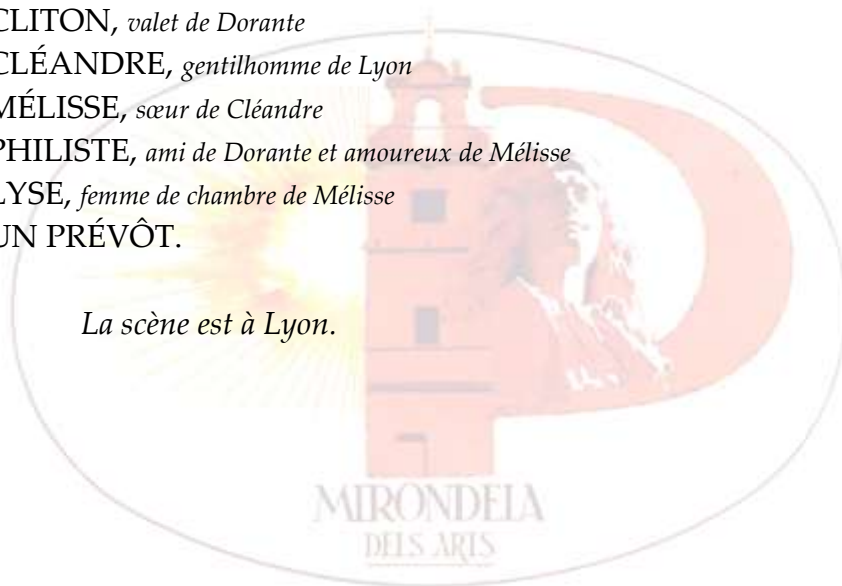 CLITON, valet de Dorante
CLÉANDRE, gentilhomme de Lyon
MÉLISSE, sœur de Cléandre
PHILISTE, ami de Dorante et amoureux de Mélisse
LYSE, femme de chambre de Mélisse
UN PRÉVÔT.
La scène est à Lyon.
MIRONDELA
DELS ARTS